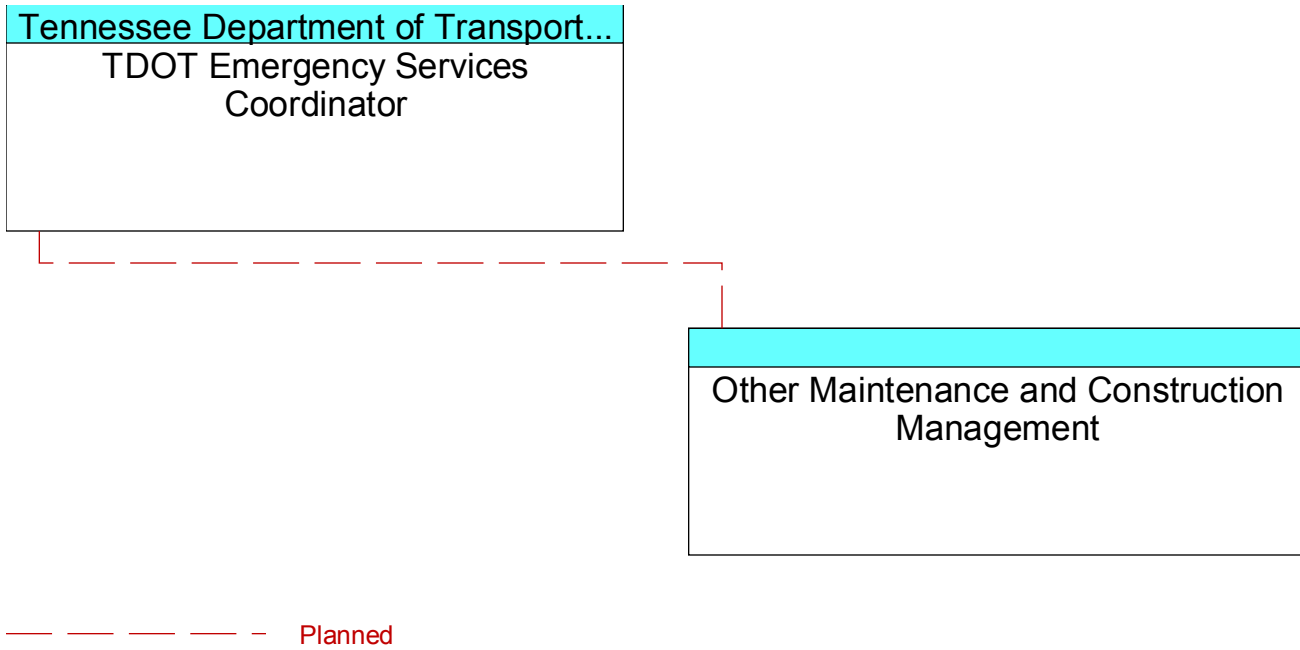 Tennessee Department of Transport...
TDOT Emergency Services
Coordinator
Other Maintenance and Construction
Management
Planned